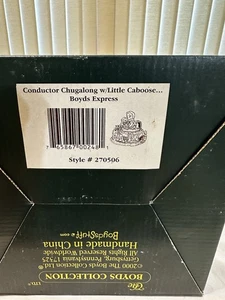 Conductor Chugalong w/Little Caboose...
Boyds Express
Style # 270506
The
BOYDS COLLECTION
©2000 The Boyds Collection Ltd
Gettysburg, Pennsylvania 17325
All Rights Reserved Worldwide
Handmade in China
BoydsStuff.com